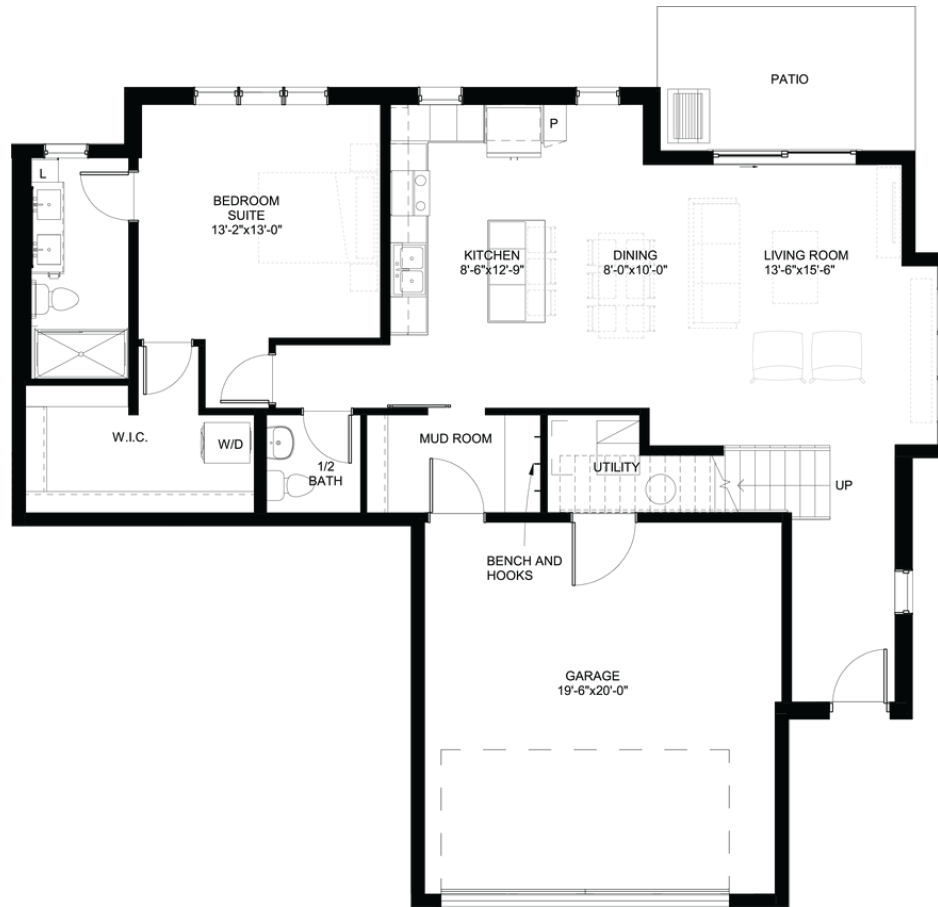 PATIO
P
L
BEDROOM
SUITE
13'-2"x13'-0"
KITCHEN
8'-6"x12'-9"
DINING
8'-0"x10'-0"
LIVING ROOM
13'-6"x15'-6"
W.I.C.
W/D
1/2
BATH
MUD ROOM
UTILITY
UP
BENCH AND
HOOKS
GARAGE
19'-6"x20'-0"